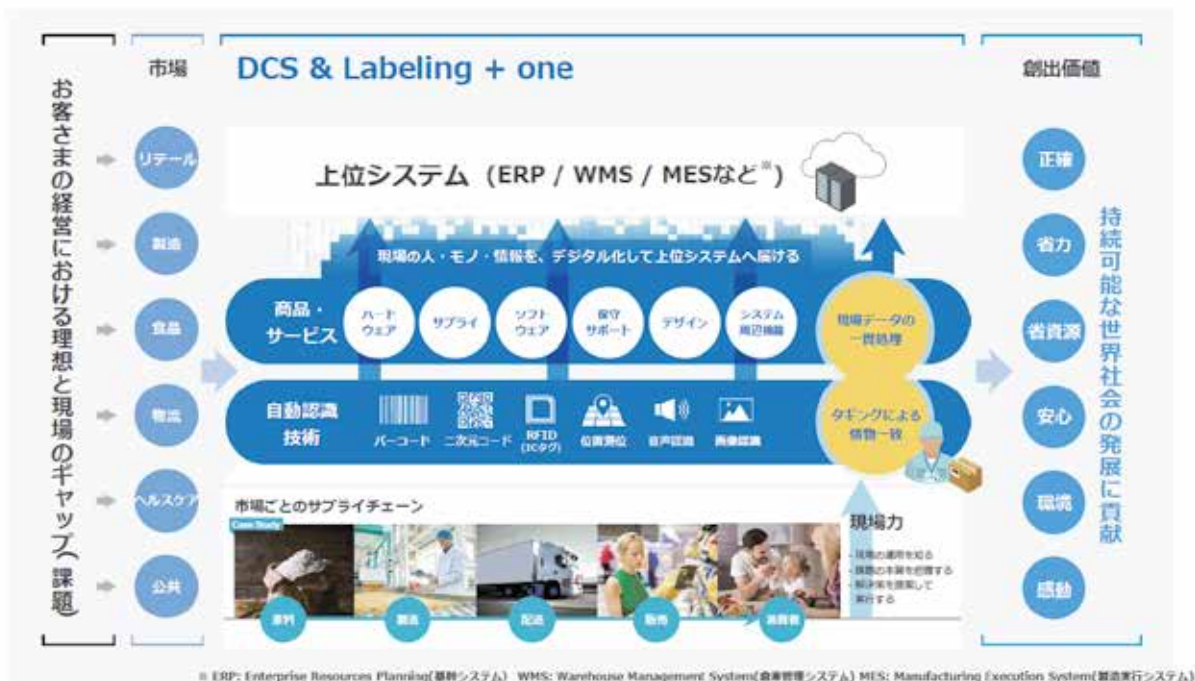 お客さまの経営における理想と現場のギャップ(課題)
市場
リテール
製造
食品
物流
ヘルスケア
公共
DCS & Labeling + one
上位システム (ERP / WMS / MESなど※)
現場の人・モノ・情報を、デジタル化して上位システムへ届ける
商品・
サービス
ハード
ウェア
サプライ
ソフト
ウェア
保守
サポート
デザイン
システム
周辺機器
現場データの
一貫処理
自動認識
技術
バーコード
二次元コード
RFID
(ICタグ)
位置測位
音声認識
画像認識
タギングによる
情物一致
市場ごとのサプライチェーン
Case Study
原料
製造
配送
販売
消費者
現場力
・現場の運用を知る
・課題の本質を把握する
・解決策を提案して
実行する
創出価値
正確
省力
省資源
安心
環境
感動
持続可能な世界社会の発展に貢献
※ ERP: Enterprise Resources Planning(基幹システム) WMS: Warehouse Management System(倉庫管理システム) MES: Manufacturing Execution System(製造実行システム)